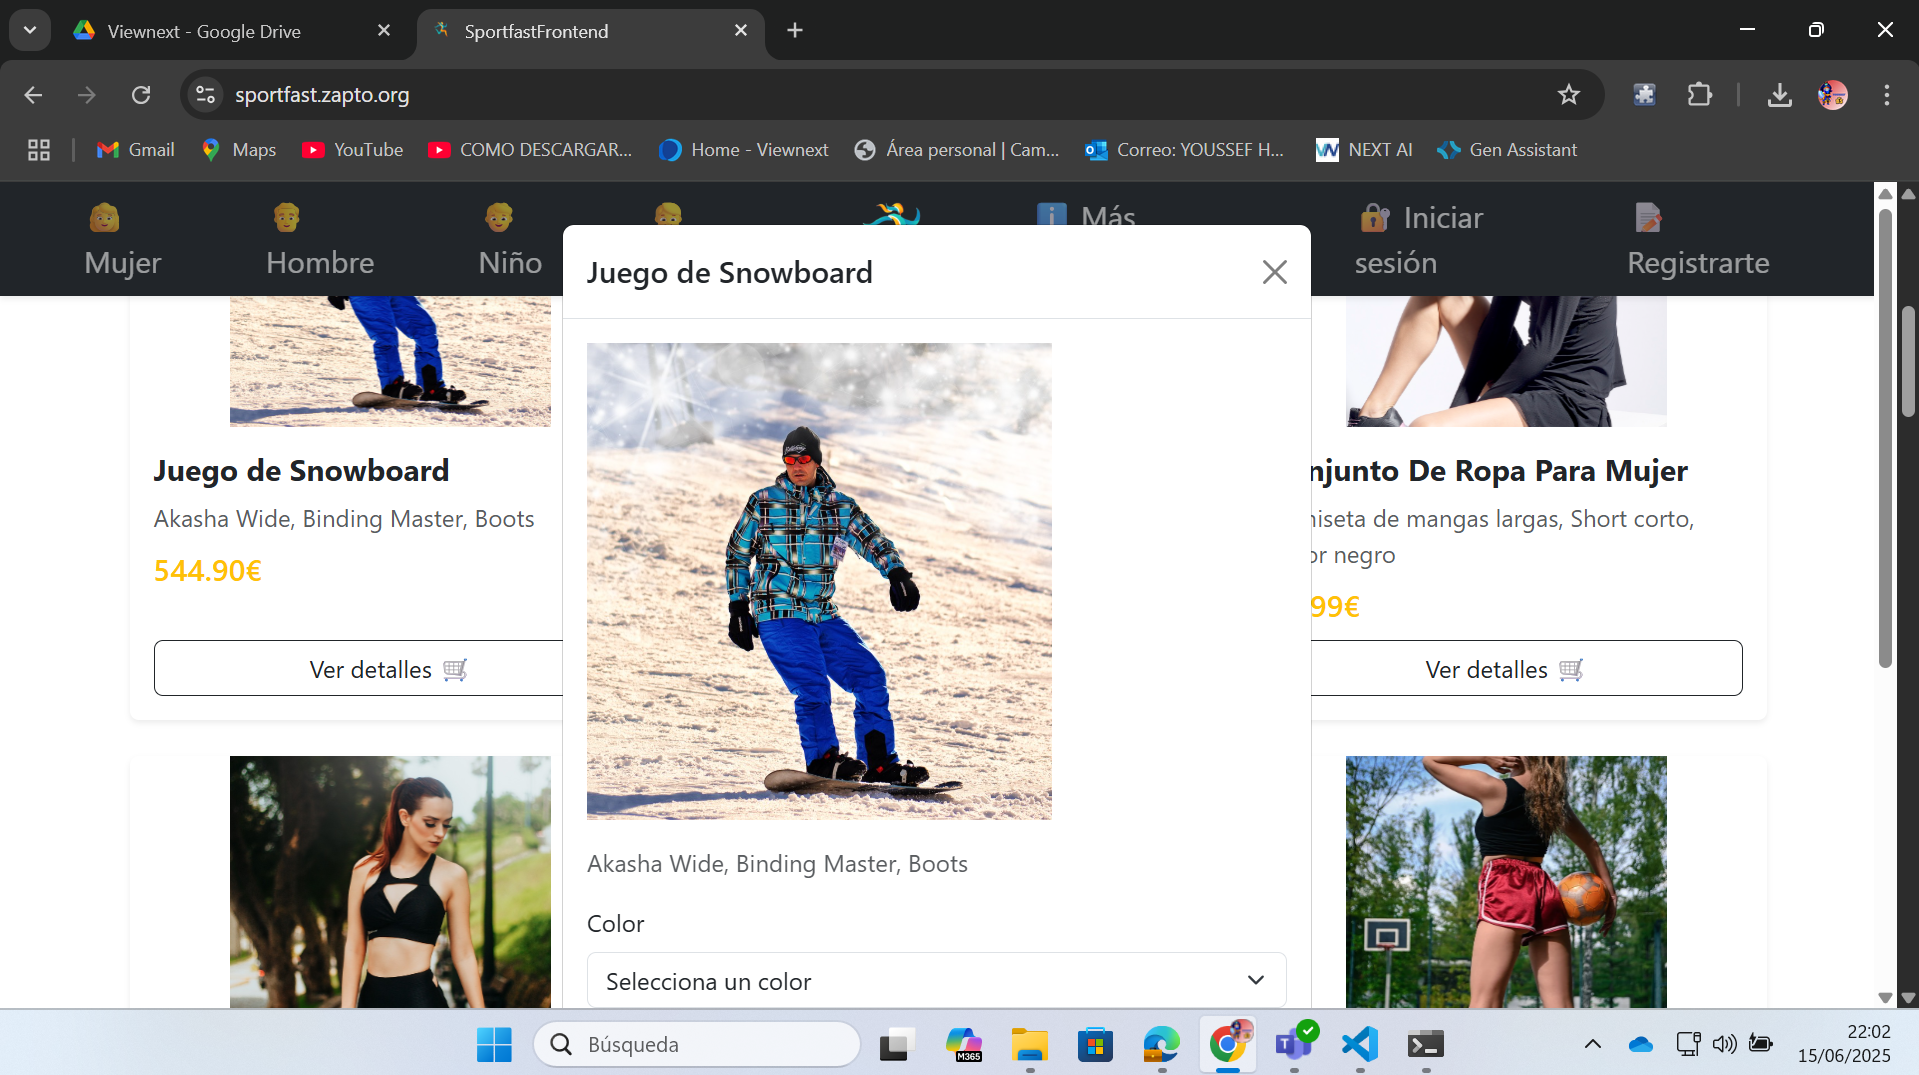 Viewnext - Google Drive
SportfastFrontend
sportfast.zapto.org
Gmail
Maps
YouTube
COMO DESCARGAR...
Home - Viewnext
Área personal | Cam...
Correo: YOUSSEF H...
NEXT AI
Gen Assistant
Mujer
Hombre
Niño
Más
Iniciar sesión
Registrarte
Juego de Snowboard
Akasha Wide, Binding Master, Boots
544.90€
Ver detalles
Juego de Snowboard
Akasha Wide, Binding Master, Boots
Color
Selecciona un color
njunto De Ropa Para Mujer
niseta de mangas largas, Short corto,
or negro
99€
Ver detalles
Búsqueda
M365
22:02
15/06/2025